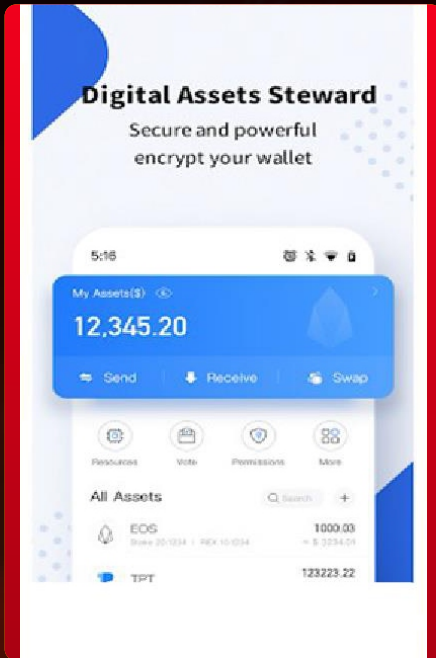 Digital Assets Steward
Secure and powerful
encrypt your wallet
5:16
My Assets($)
12,345.20
Send
Receive
Swap
Resources
Vote
Permissions
More
All Assets
Search
EOS
1000.03
TPT
123223.22